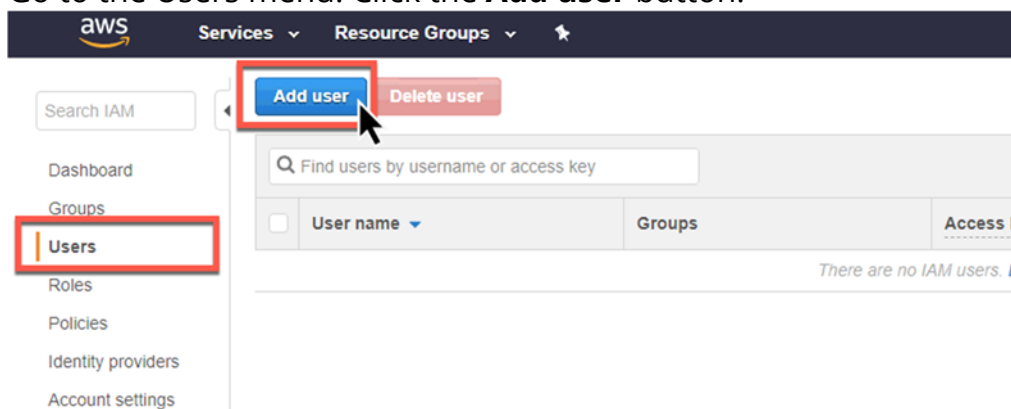 Go to the Users menu. Click the Add user button.
aws Services Resource Groups
Add user Delete user
Search IAM
Find users by username or access key
Dashboard
Groups
User name Groups Access
Users
There are no IAM users.
Roles
Policies
Identity providers
Account settings